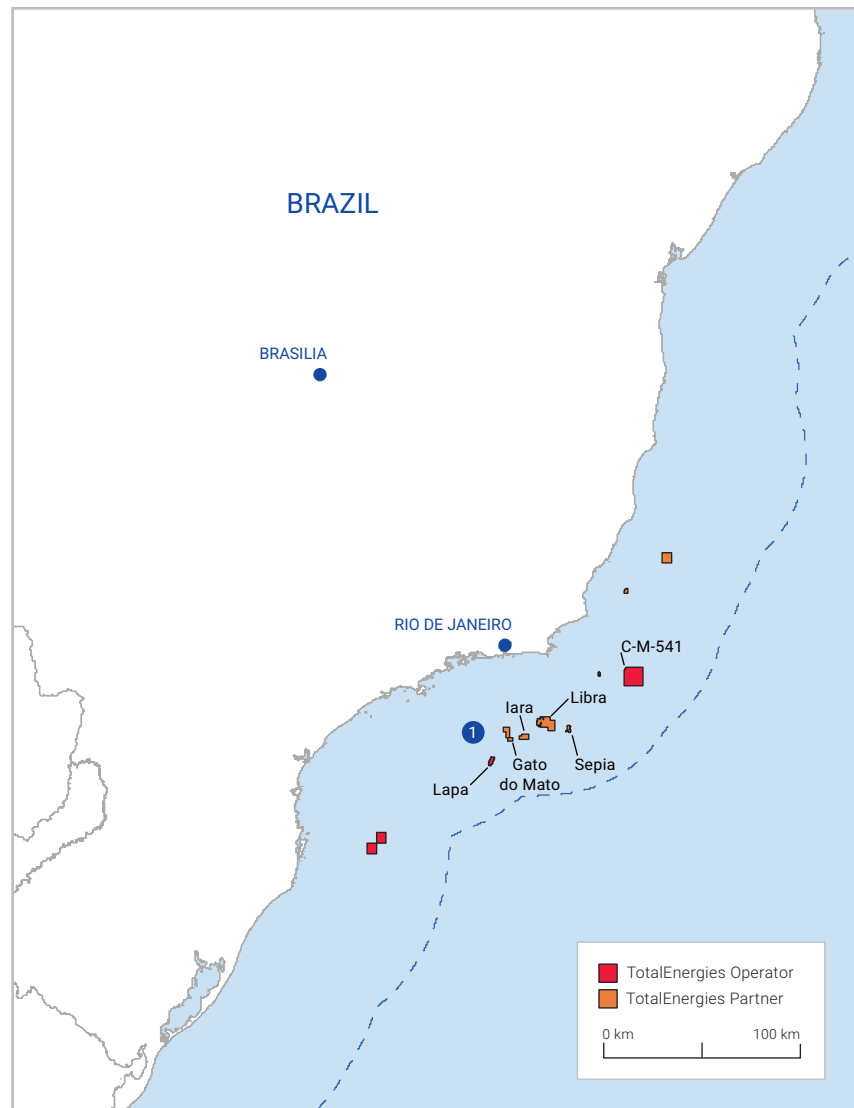 BRAZIL
BRASILIA
RIO DE JANEIRO
C-M-541
Libra
Iara
1
Gato
do Mato
Sepia
Lapa
TotalEnergies Operator
TotalEnergies Partner
0 km 100 km